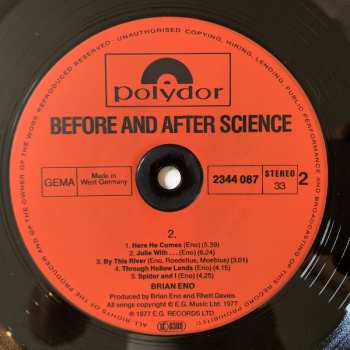 ALL RIGHTS OF THE PRODUCER AND OF THE OWNER OF THE WORK REPRODUCED RESERVED · UNAUTHORISED COPYING, HIRING, LENDING, PUBLIC PERFORMANCE AND BROADCASTING OF THIS RECORD PROHIBITED!
polydor
BEFORE AND AFTER SCIENCE
GEMA
Made in
West Germany
2344 087
STEREO
33
2
2.
1. Here He Comes (Eno) (5.39)
2. Julie With . . . (Eno) (6.24)
3. By This River (Eno, Roedelius, Moebius) (3.01)
4. Through Hollow Lands (Eno) (4.15)
5. Spider and I (Eno) (4.25)
BRIAN ENO
Produced by Brian Eno and Rhett Davies
All songs copyright © E.G. Music Ltd. 1977
℗ 1977 E.G. RECORDS LTD